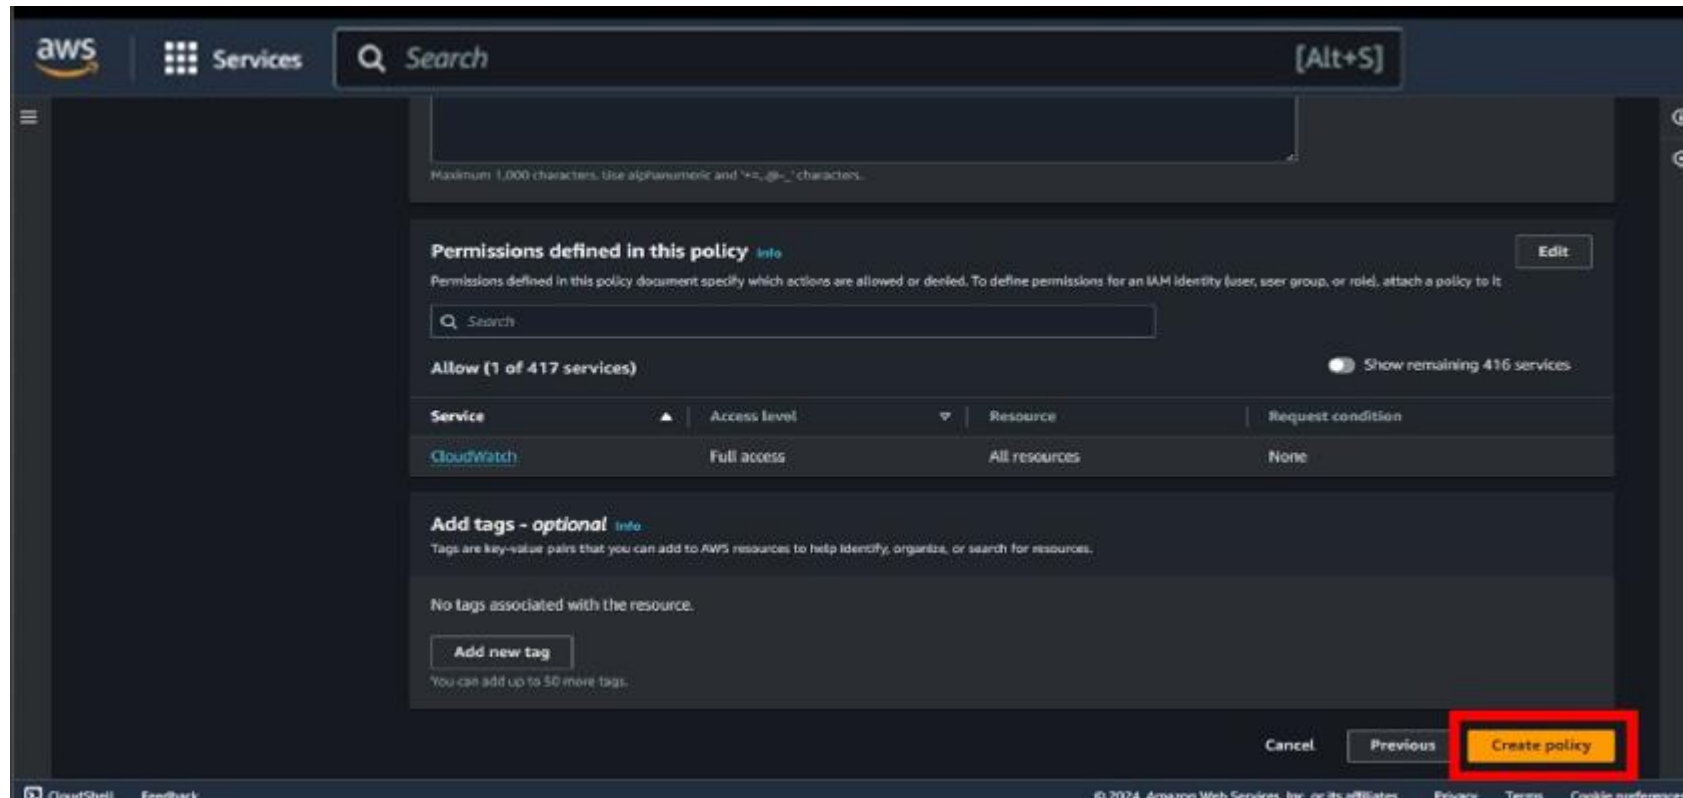 aws
Services
Search
[Alt+S]
Maximum 1,000 characters. Use alphanumeric and '+=,.@-_' characters.
Permissions defined in this policy Info
Edit
Permissions defined in this policy document specify which actions are allowed or denied. To define permissions for an IAM identity (user, user group, or role), attach a policy to it
Search
Allow (1 of 417 services)
Show remaining 416 services
Service
Access level
Resource
Request condition
CloudWatch
Full access
All resources
None
Add tags - optional Info
Tags are key-value pairs that you can add to AWS resources to help identify, organize, or search for resources.
No tags associated with the resource.
Add new tag
You can add up to 50 more tags.
Cancel
Previous
Create policy
CloudShell
Feedback
© 2024, Amazon Web Services, Inc. or its affiliates.
Privacy
Terms
Cookie preferences